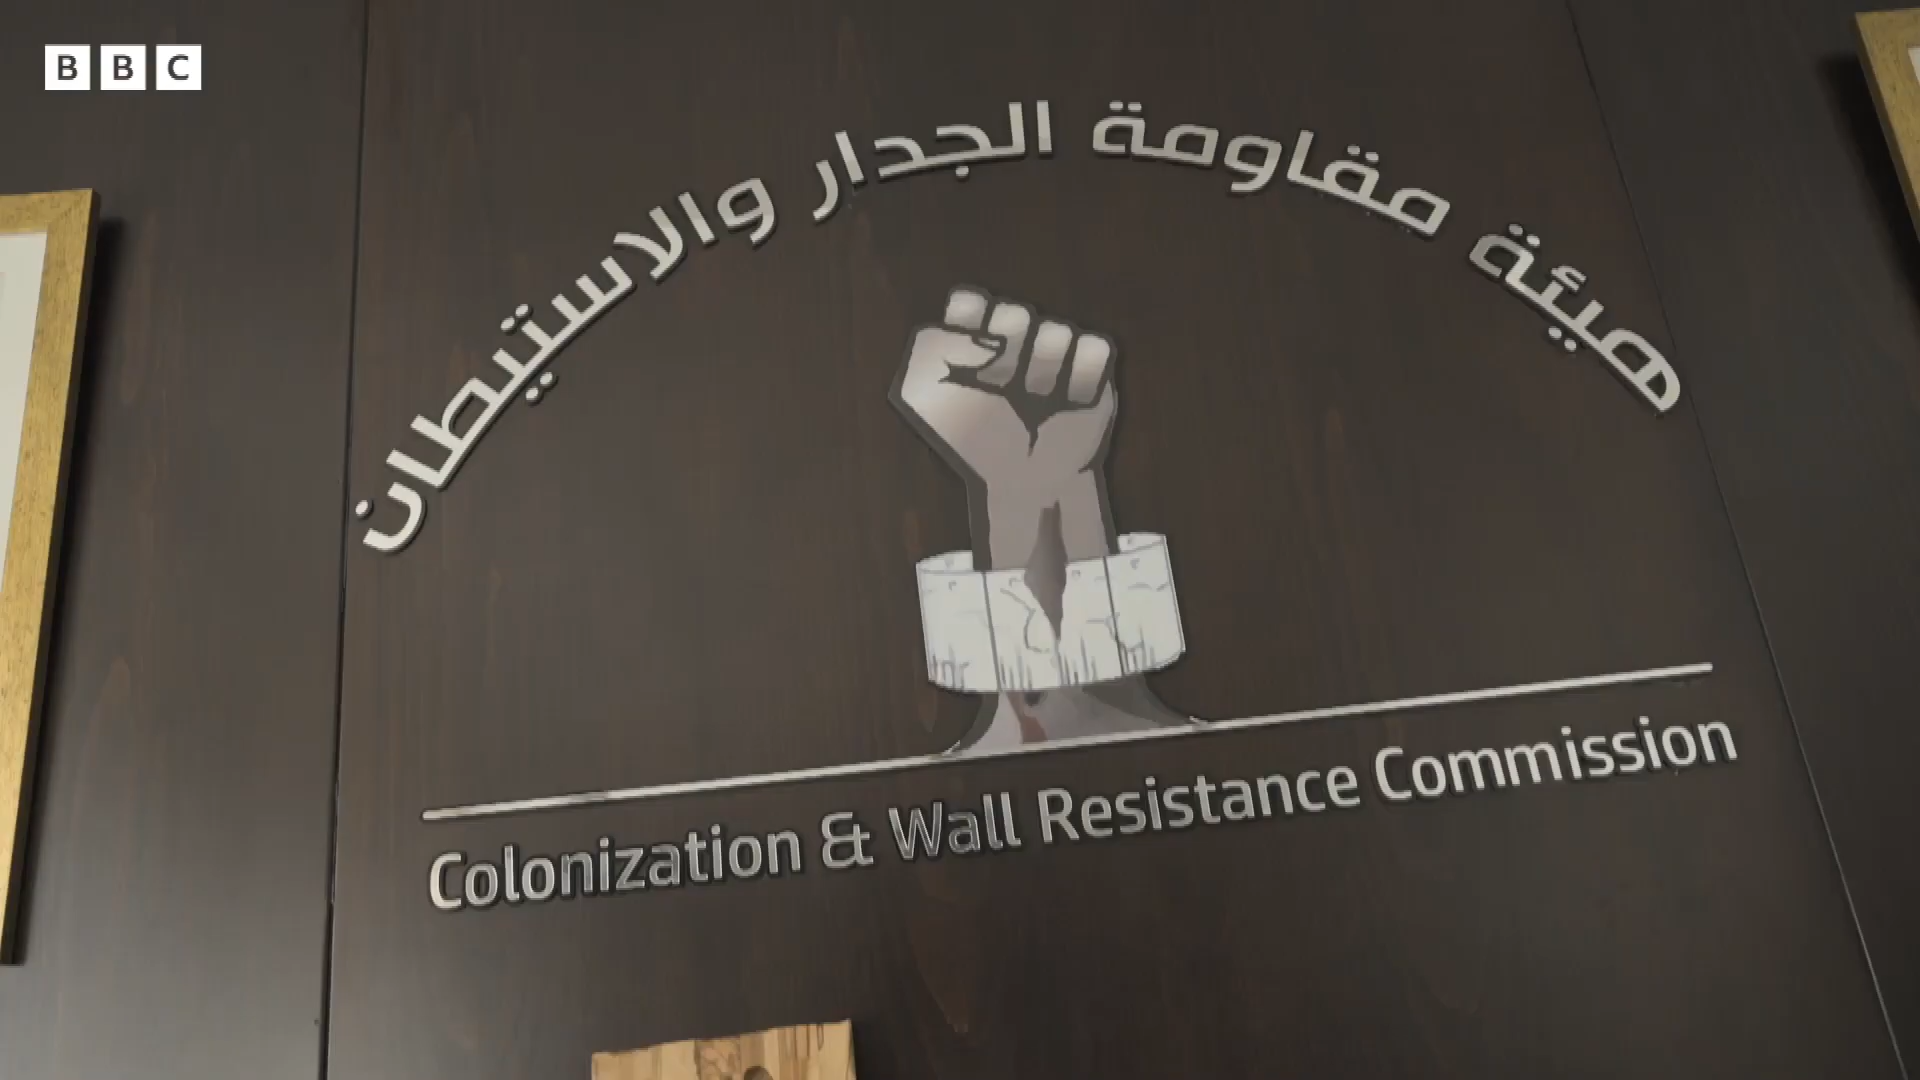 BBC
هيئة مقاومة الجدار والاستيطان
Colonization & Wall Resistance Commission